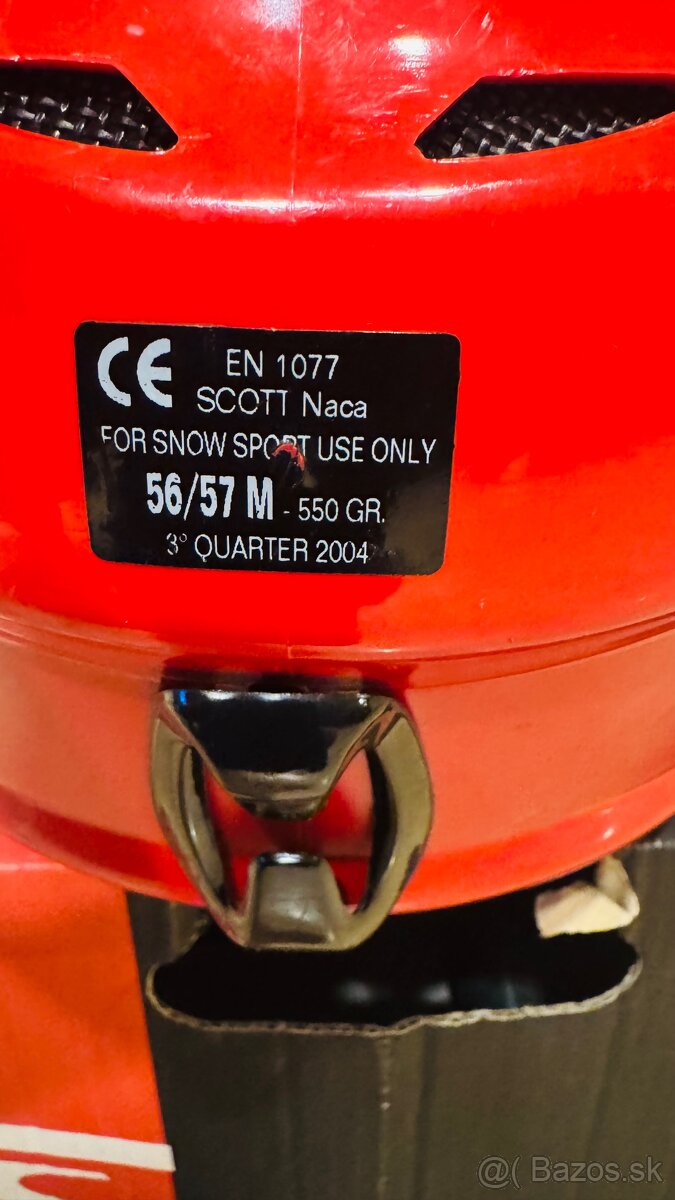 CE EN 1077
SCOTT Naca
FOR SNOW SPORT USE ONLY
56/57 M - 550 GR.
3° QUARTER 2004
@( Bazos.sk